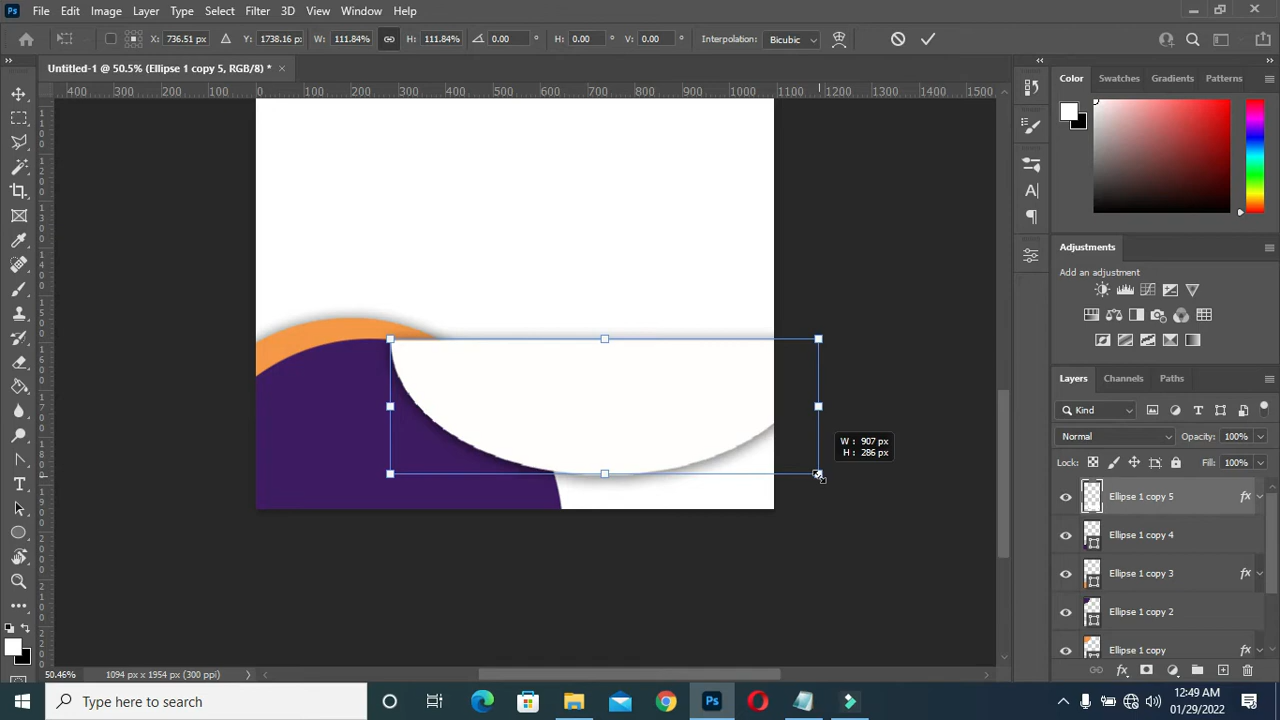 Ps File Edit Image Layer Type Select Filter 3D View Window Help
X: 736.51 px Y: 1738.16 px W: 111.84% H: 111.84% 0.00 ° H: 0.00 ° V: 0.00 ° Interpolation: Bicubic
Untitled-1 @ 50.5% (Ellipse 1 copy 5, RGB/8) *
400 300 200 100 0 100 200 300 400 500 600 700 800 900 1000 1100 1200 1300 1400 1500
Color Swatches Gradients Patterns
Adjustments
Add an adjustment
W : 907 px
H : 286 px
Layers Channels Paths
Kind
Normal Opacity: 100%
Lock: Fill: 100%
Ellipse 1 copy 5 fx
Ellipse 1 copy 4
Ellipse 1 copy 3 fx
Ellipse 1 copy 2
Ellipse 1 copy fx
50.46% 1094 px x 1954 px (300 ppi)
Type here to search
Ps
12:49 AM
01/29/2022